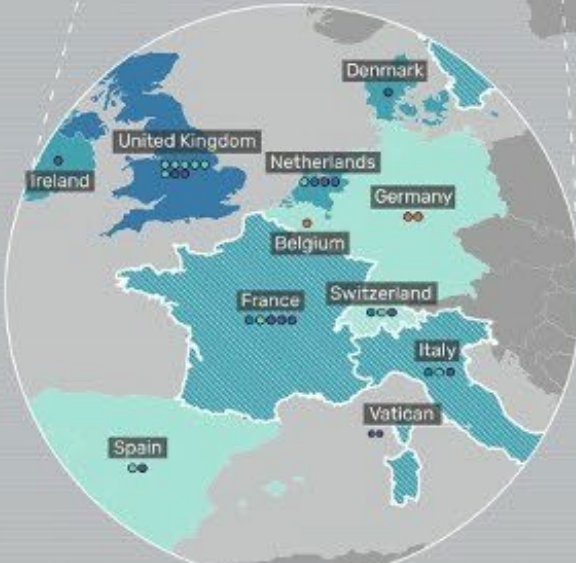 Denmark
United Kingdom
Netherlands
Ireland
Germany
Belgium
Switzerland
France
Italy
Vatican
Spain